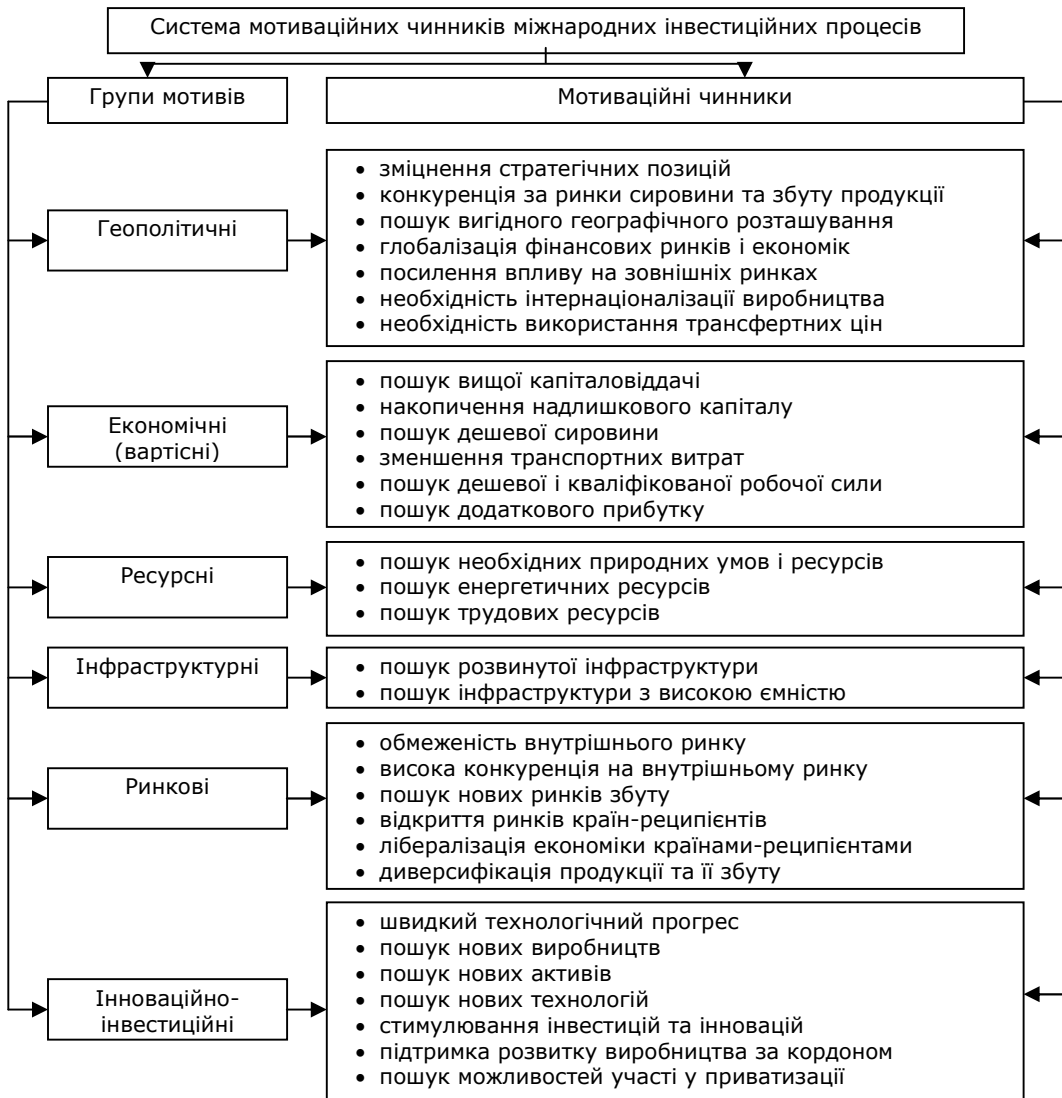 Система мотиваційних чинників міжнародних інвестиційних процесів
Групи мотивів
Мотиваційні чинники
Геополітичні
• зміцнення стратегічних позицій
• конкуренція за ринки сировини та збуту продукції
• пошук вигідного географічного розташування
• глобалізація фінансових ринків і економік
• посилення впливу на зовнішніх ринках
• необхідність інтернаціоналізації виробництва
• необхідність використання трансфертних цін
Економічні
(вартісні)
• пошук вищої капіталовіддачі
• накопичення надлишкового капіталу
• пошук дешевої сировини
• зменшення транспортних витрат
• пошук дешевої і кваліфікованої робочої сили
• пошук додаткового прибутку
Ресурсні
• пошук необхідних природних умов і ресурсів
• пошук енергетичних ресурсів
• пошук трудових ресурсів
Інфраструктурні
• пошук розвинутої інфраструктури
• пошук інфраструктури з високою ємністю
Ринкові
• обмеженість внутрішнього ринку
• висока конкуренція на внутрішньому ринку
• пошук нових ринків збуту
• відкриття ринків країн-реципієнтів
• лібералізація економіки країнами-реципієнтами
• диверсифікація продукції та її збуту
Інноваційно-
інвестиційні
• швидкий технологічний прогрес
• пошук нових виробництв
• пошук нових активів
• пошук нових технологій
• стимулювання інвестицій та інновацій
• підтримка розвитку виробництва за кордоном
• пошук можливостей участі у приватизації